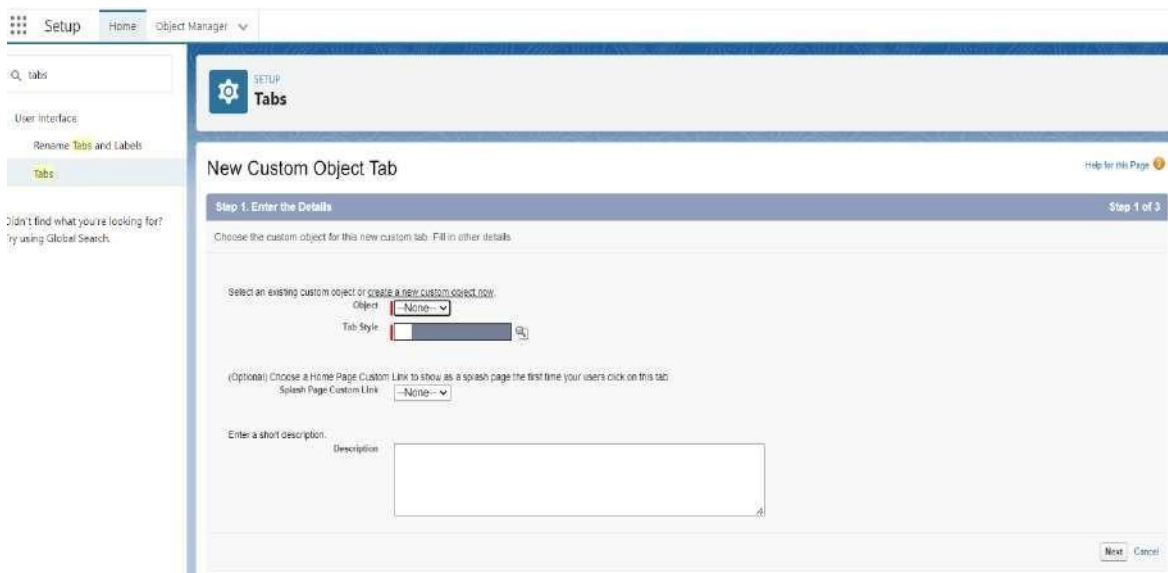 Setup Home Object Manager
tabs
SETUP
Tabs
User Interface
Rename Tabs and Labels
Tabs
Didn't find what you're looking for?
Try using Global Search.
New Custom Object Tab
Help for this Page
Step 1. Enter the Details Step 1 of 3
Choose the custom object for this new custom tab. Fill in other details.
Select an existing custom object or create a new custom object now.
Object --None--
Tab Style
(Optional) Choose a Home Page Custom Link to show as a splash page the first time your users click on this tab
Splash Page Custom Link --None--
Enter a short description.
Description
Next Cancel